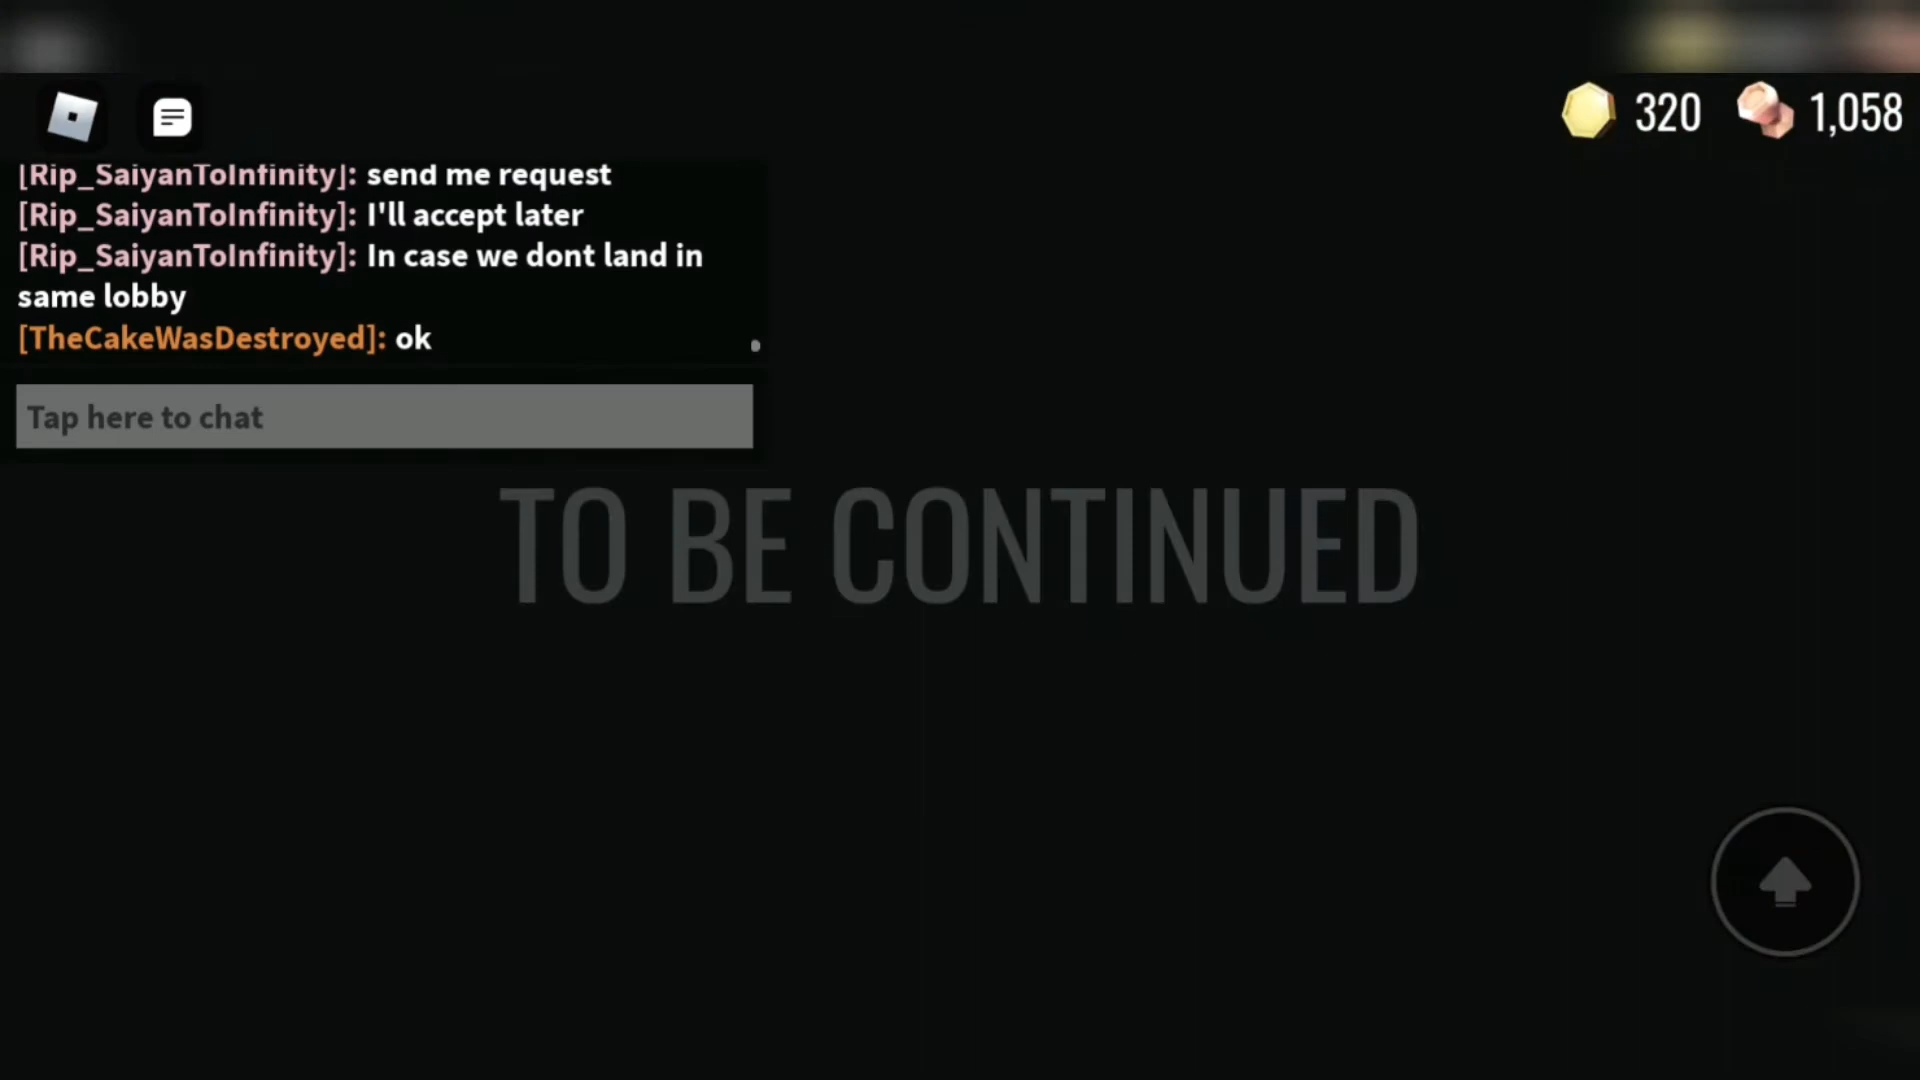 320 1,058
[Rip_SaiyanToInfinity]: send me request
[Rip_SaiyanToInfinity]: I'll accept later
[Rip_SaiyanToInfinity]: In case we dont land in
same lobby
[TheCakeWasDestroyed]: ok
Tap here to chat
TO BE CONTINUED